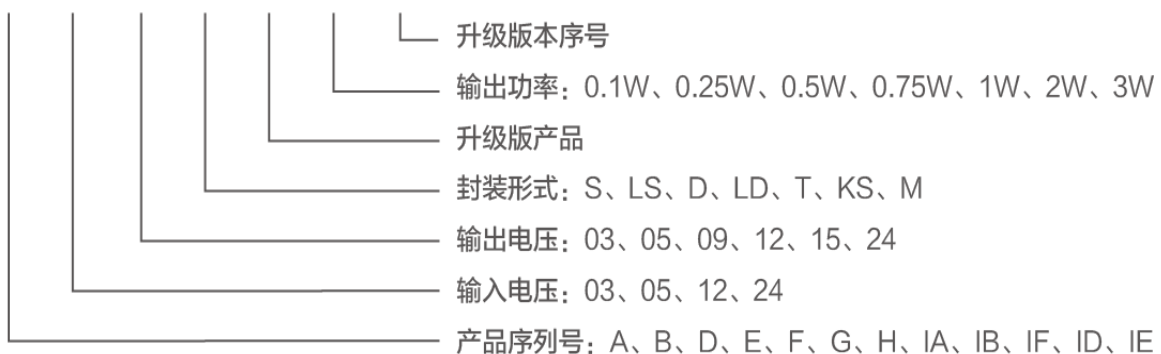 升级版本序号
输出功率：0.1W、0.25W、0.5W、0.75W、1W、2W、3W
升级版产品
封装形式：S、LS、D、LD、T、KS、M
输出电压：03、05、09、12、15、24
输入电压：03、05、12、24
产品序列号：A、B、D、E、F、G、H、IA、IB、IF、ID、IE